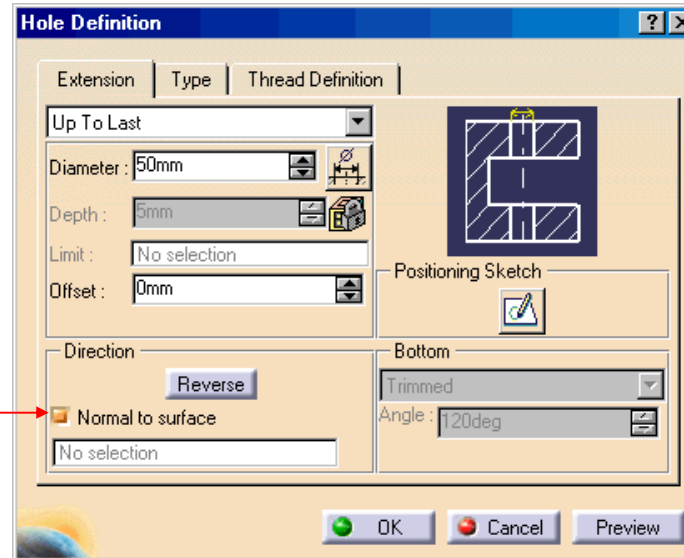 Hole Definition
Extension Type Thread Definition
Up To Last
Diameter : 50mm
Depth : 5mm
Limit : No selection
Offset : 0mm
Positioning Sketch
Direction
Reverse
Normal to surface
No selection
Bottom
Trimmed
Angle : 120deg
OK Cancel Preview